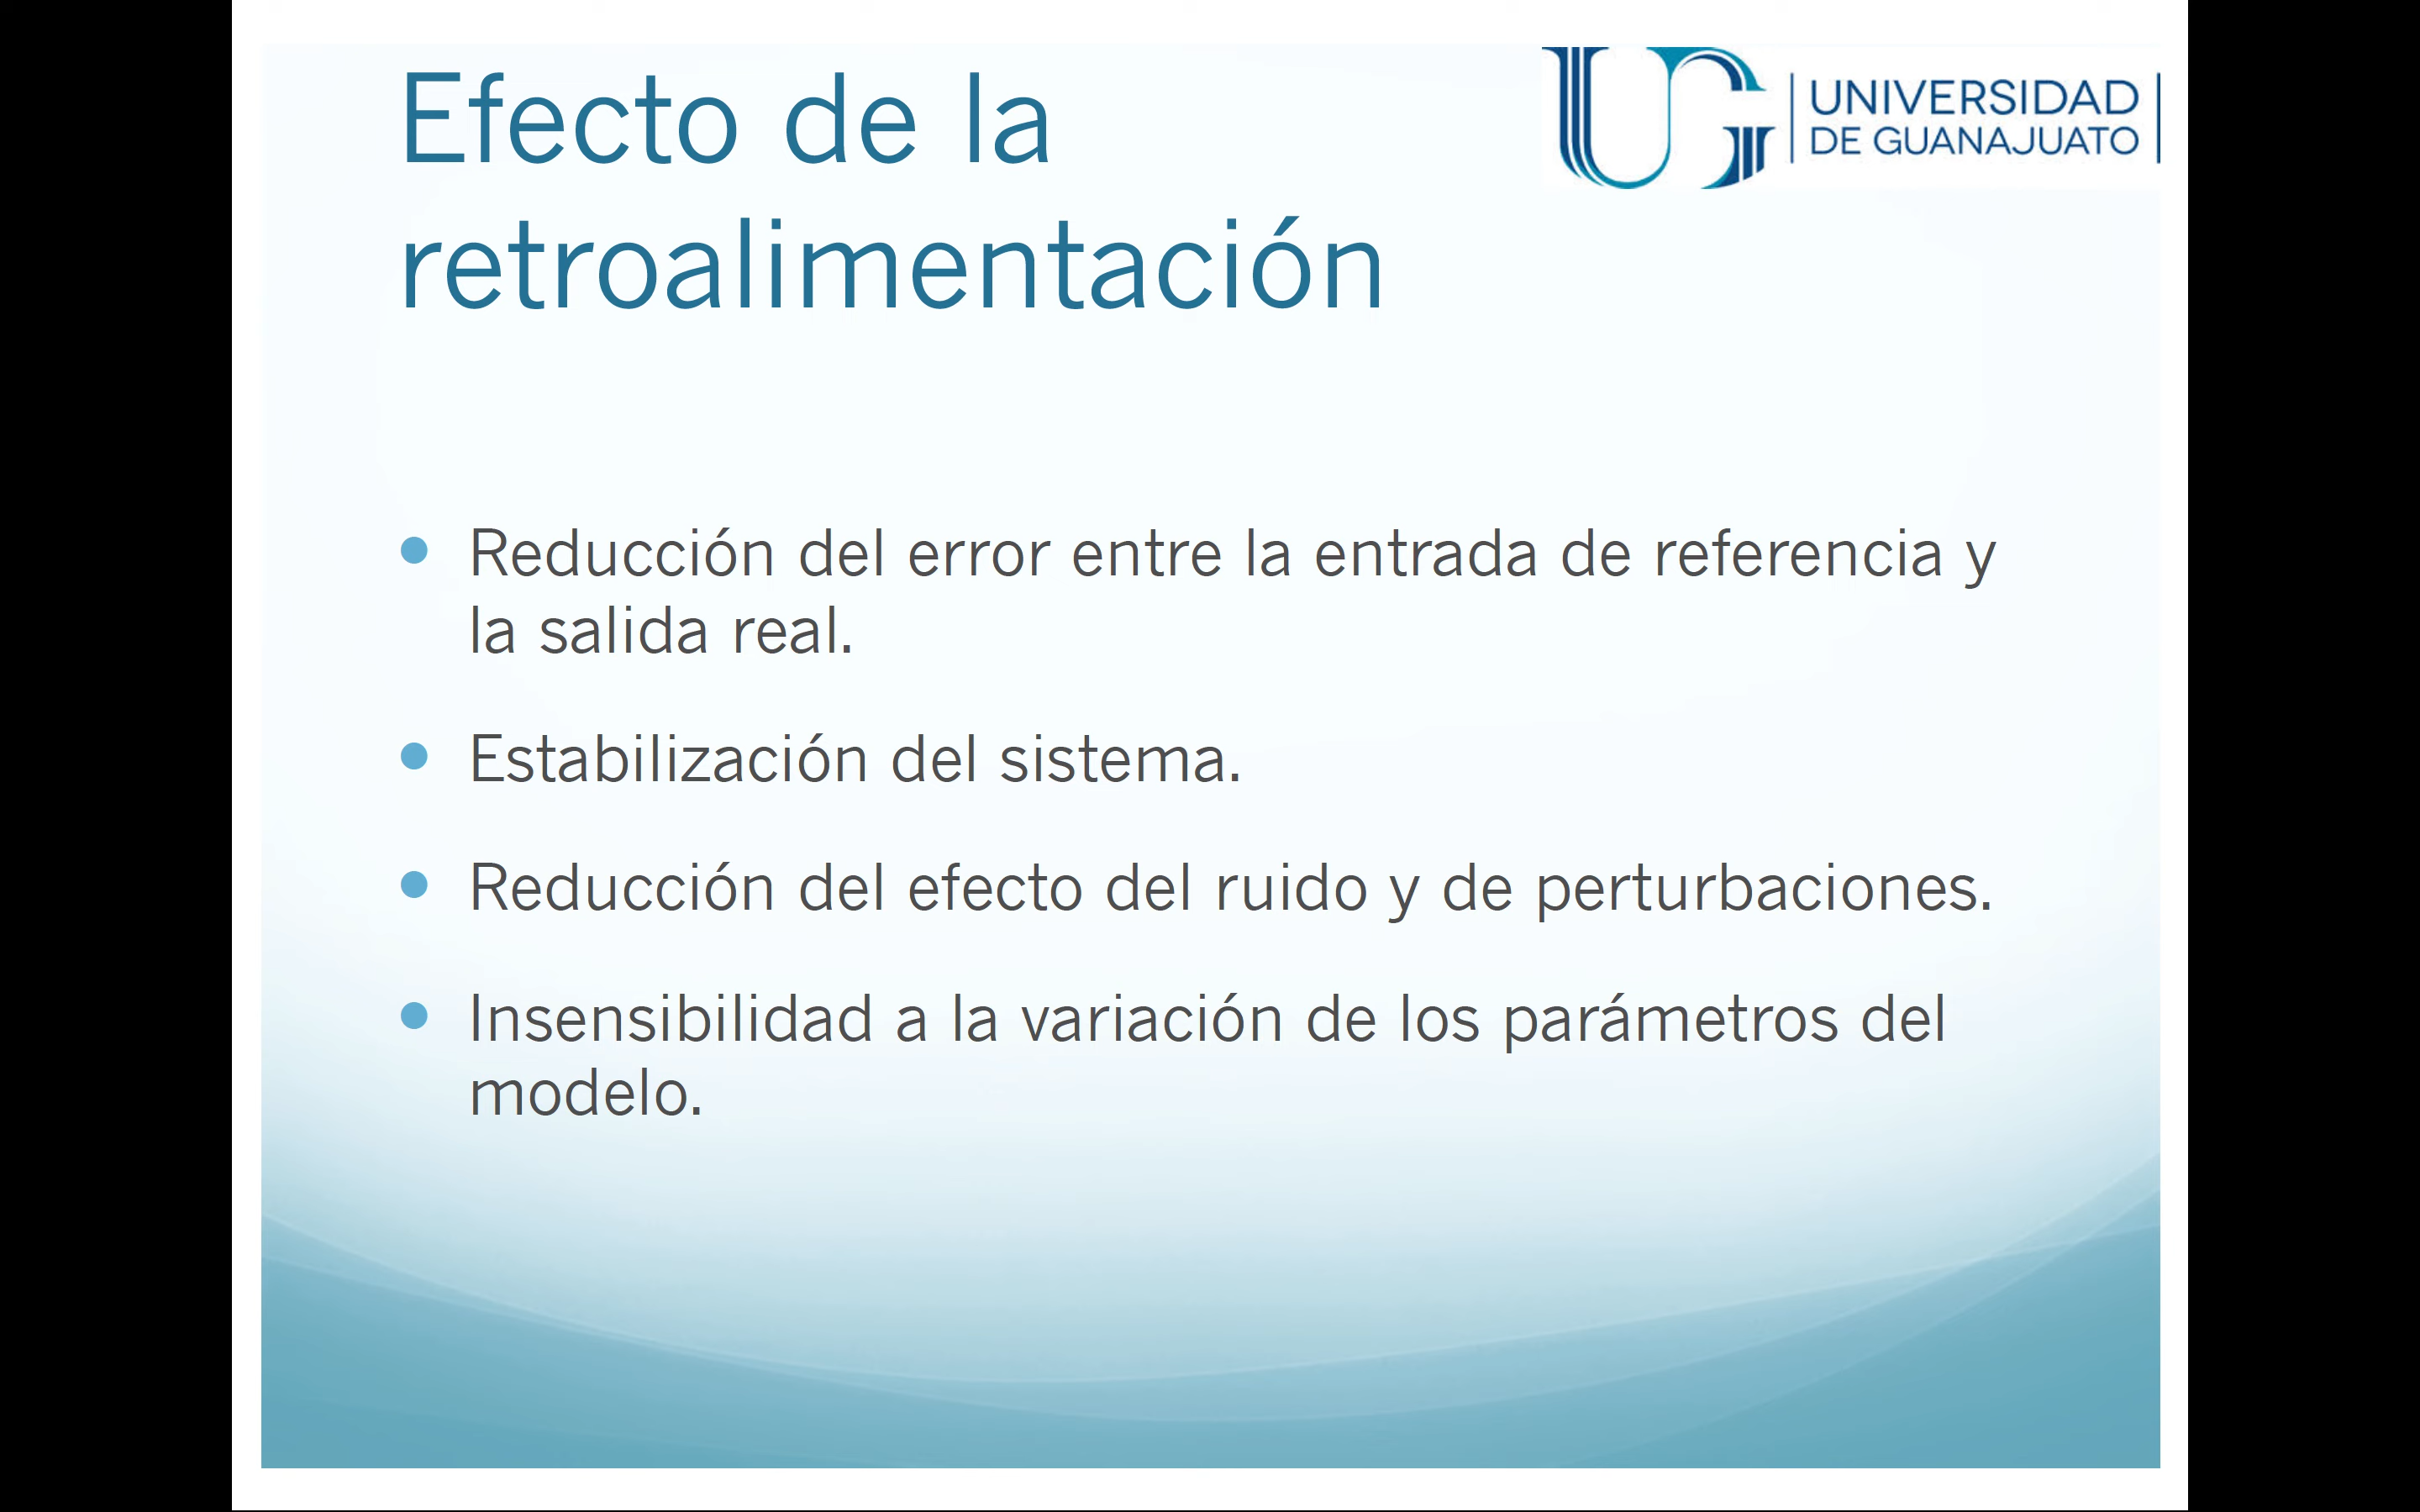 Efecto de la
retroalimentación
UNIVERSIDAD
DE GUANAJUATO
• Reducción del error entre la entrada de referencia y
la salida real.
• Estabilización del sistema.
• Reducción del efecto del ruido y de perturbaciones.
• Insensibilidad a la variación de los parámetros del
modelo.